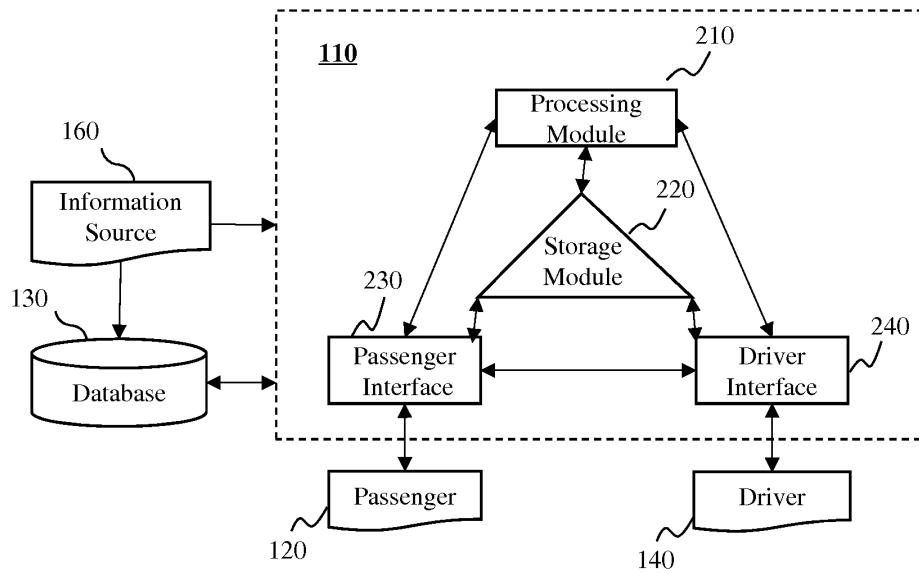 110
210
Processing
Module
160
Information
Source
220
Storage
Module
130
Database
230
Passenger
Interface
240
Driver
Interface
Passenger
120
Driver
140